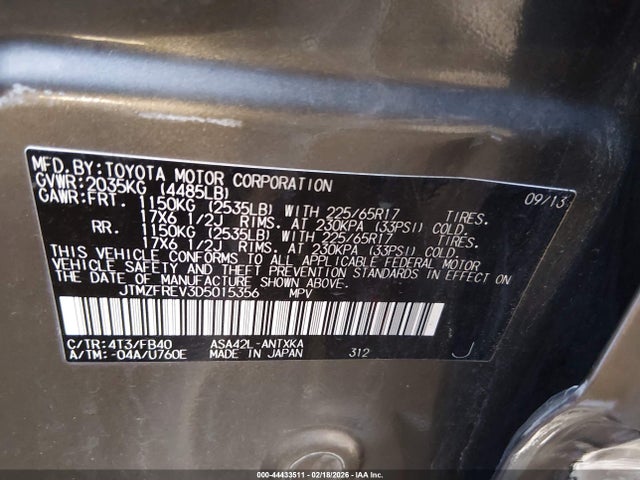 MFD.BY:TOYOTA MOTOR CORPORATION 09/13
GVWR:2035KG (4485LB)
GAWR:FRT. 1150KG (2535LB) WITH 225/65R17 TIRES.
17X6 1/2J RIMS. AT 230KPA (33PSI) COLD.
RR. 1150KG (2535LB) WITH 225/65R17 TIRES.
17X6 1/2J RIMS. AT 230KPA (33PSI) COLD.
THIS VEHICLE CONFORMS TO ALL APPLICABLE FEDERAL MOTOR
VEHICLE SAFETY AND THEFT PREVENTION STANDARDS IN EFFECT ON
THE DATE OF MANUFACTURE SHOWN ABOVE.
JTMZFREV3D5015356 MPV
C/TR:4T3/FB40 ASA42L-ANTXKA
A/TM:-04A/U760E MADE IN JAPAN 312 J
000-44433511 - 02/18/2026 - © IAA Inc.